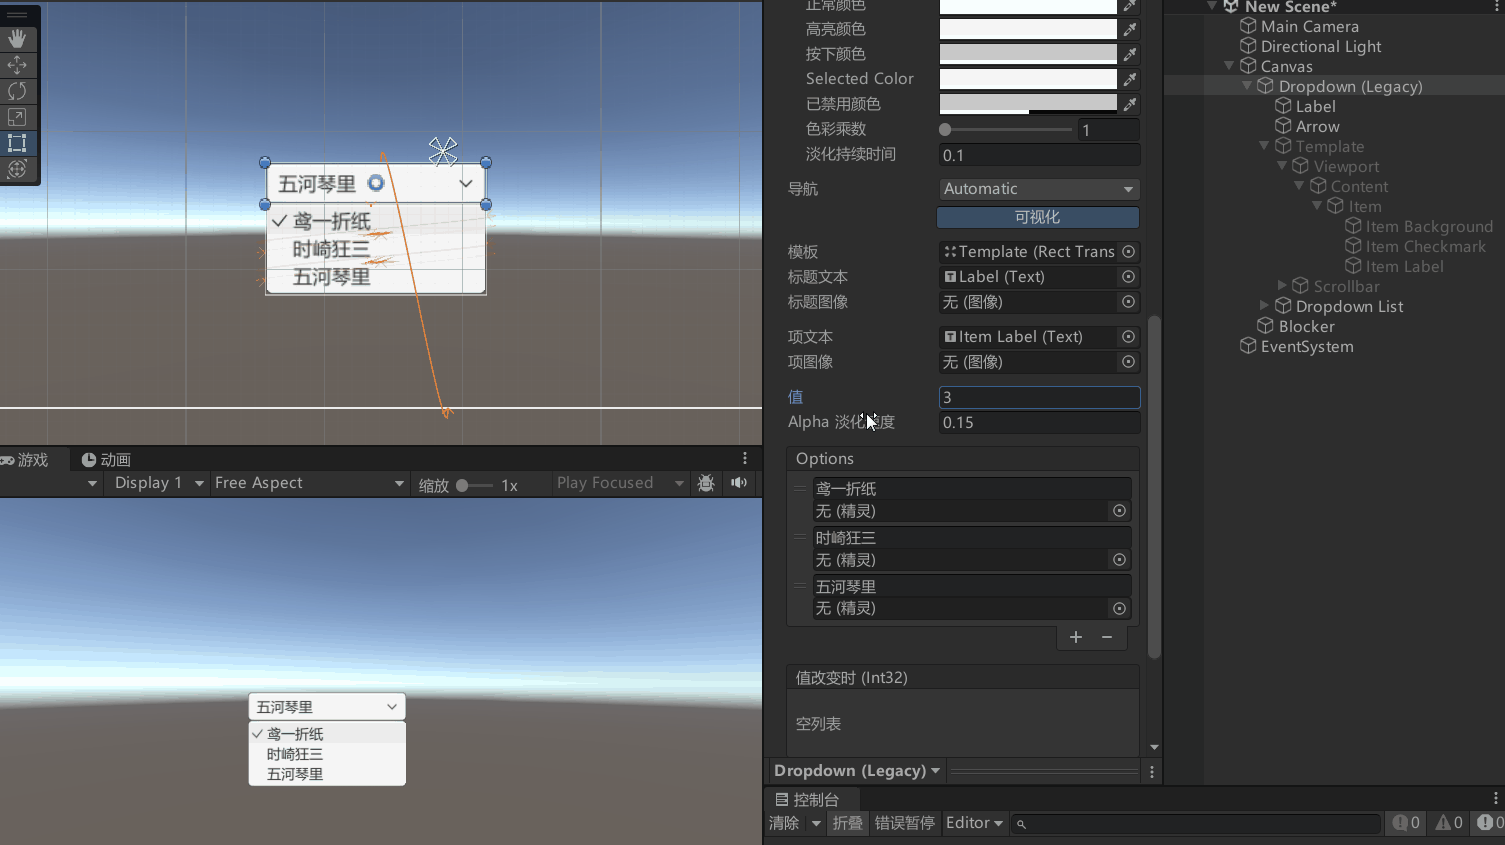 五河琴里
鸢一折纸
时崎狂三
五河琴里
游戏
动画
Display 1
Free Aspect
缩放
1x
Play Focused
五河琴里
鸢一折纸
时崎狂三
五河琴里
正常颜色
高亮颜色
按下颜色
Selected Color
已禁用颜色
色彩乘数
1
淡化持续时间
0.1
导航
Automatic
可视化
模板
Template (Rect Trans
标题文本
Label (Text)
标题图像
无 (图像)
项文本
Item Label (Text)
项图像
无 (图像)
值
3
Alpha 淡化速度
0.15
Options
鸢一折纸
无 (精灵)
时崎狂三
无 (精灵)
五河琴里
无 (精灵)
值改变时 (Int32)
空列表
Dropdown (Legacy)
控制台
清除
折叠
错误暂停
Editor
0
0
0
New Scene*
Main Camera
Directional Light
Canvas
Dropdown (Legacy)
Label
Arrow
Template
Viewport
Content
Item
Item Background
Item Checkmark
Item Label
Scrollbar
Dropdown List
Blocker
EventSystem